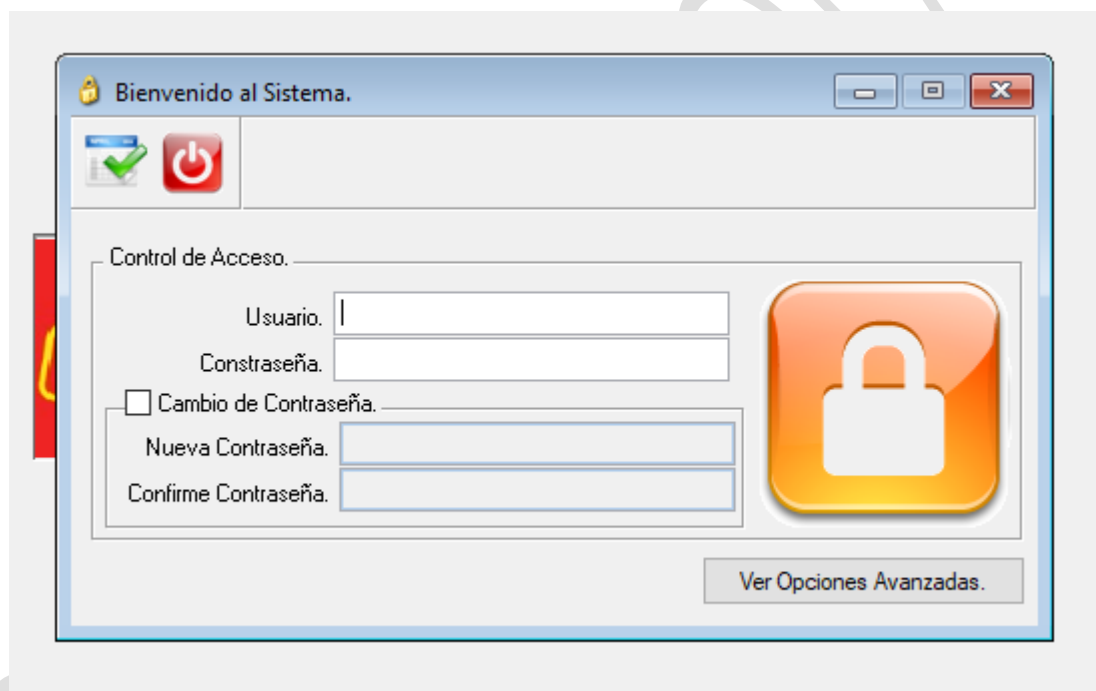 Bienvenido al Sistema.
Control de Acceso.
Usuario.
Constraseña.
Cambio de Contraseña.
Nueva Contraseña.
Confirme Contraseña.
Ver Opciones Avanzadas.